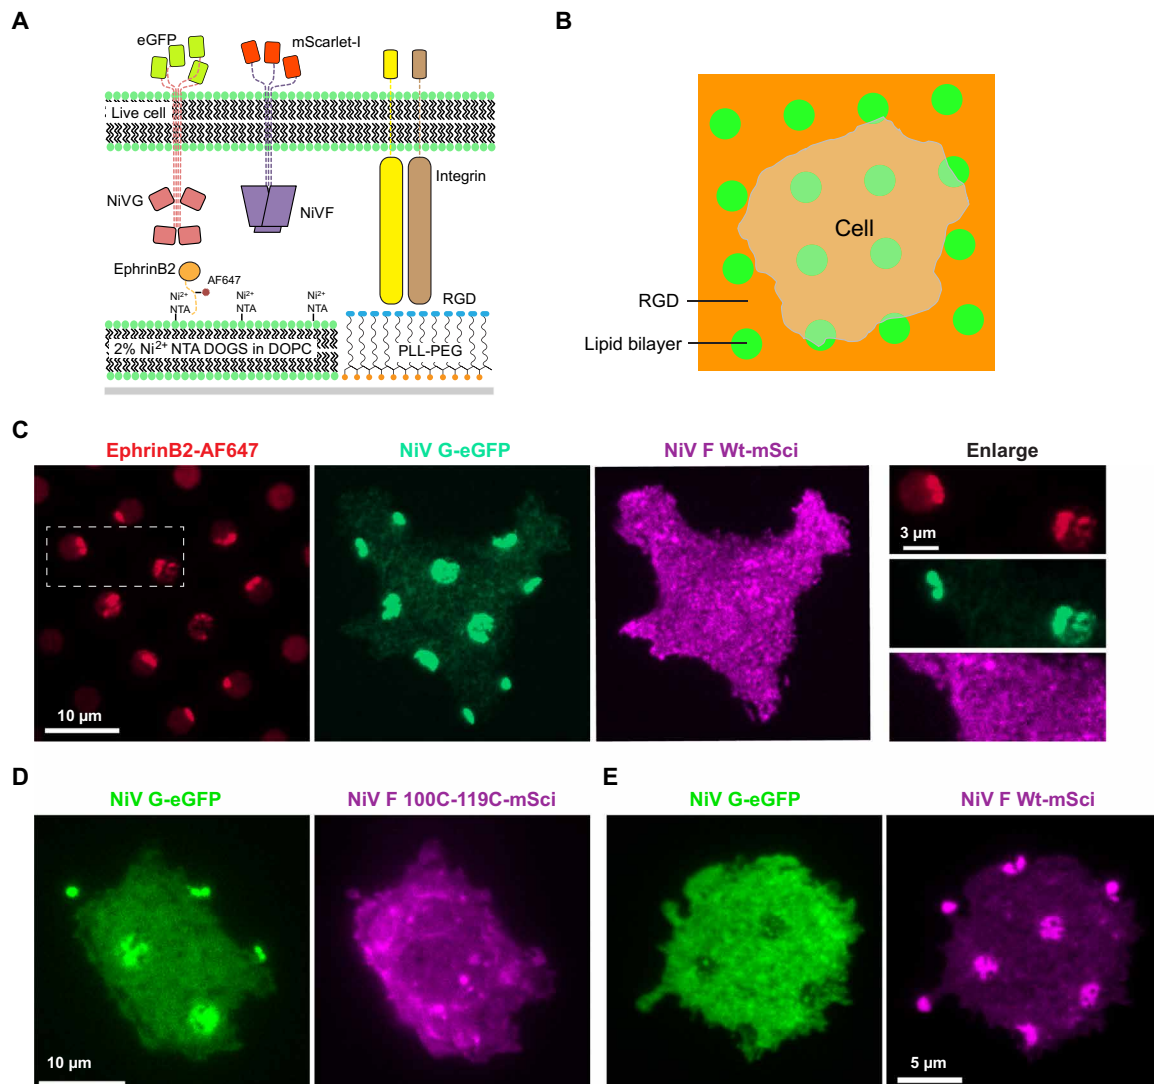 A
eGFP
mScarlet-I
Live cell
NiVG
NiVF
Integrin
EphrinB2
AF647
Ni²⁺
NTA
Ni²⁺
NTA
Ni²⁺
NTA
RGD
2% Ni²⁺ NTA DOGS in DOPC
PLL-PEG
B
Cell
RGD
Lipid bilayer
C
EphrinB2-AF647
NiV G-eGFP
NiV F Wt-mSci
Enlarge
10 µm
3 µm
D
NiV G-eGFP
NiV F 100C-119C-mSci
10 µm
E
NiV G-eGFP
NiV F Wt-mSci
5 µm